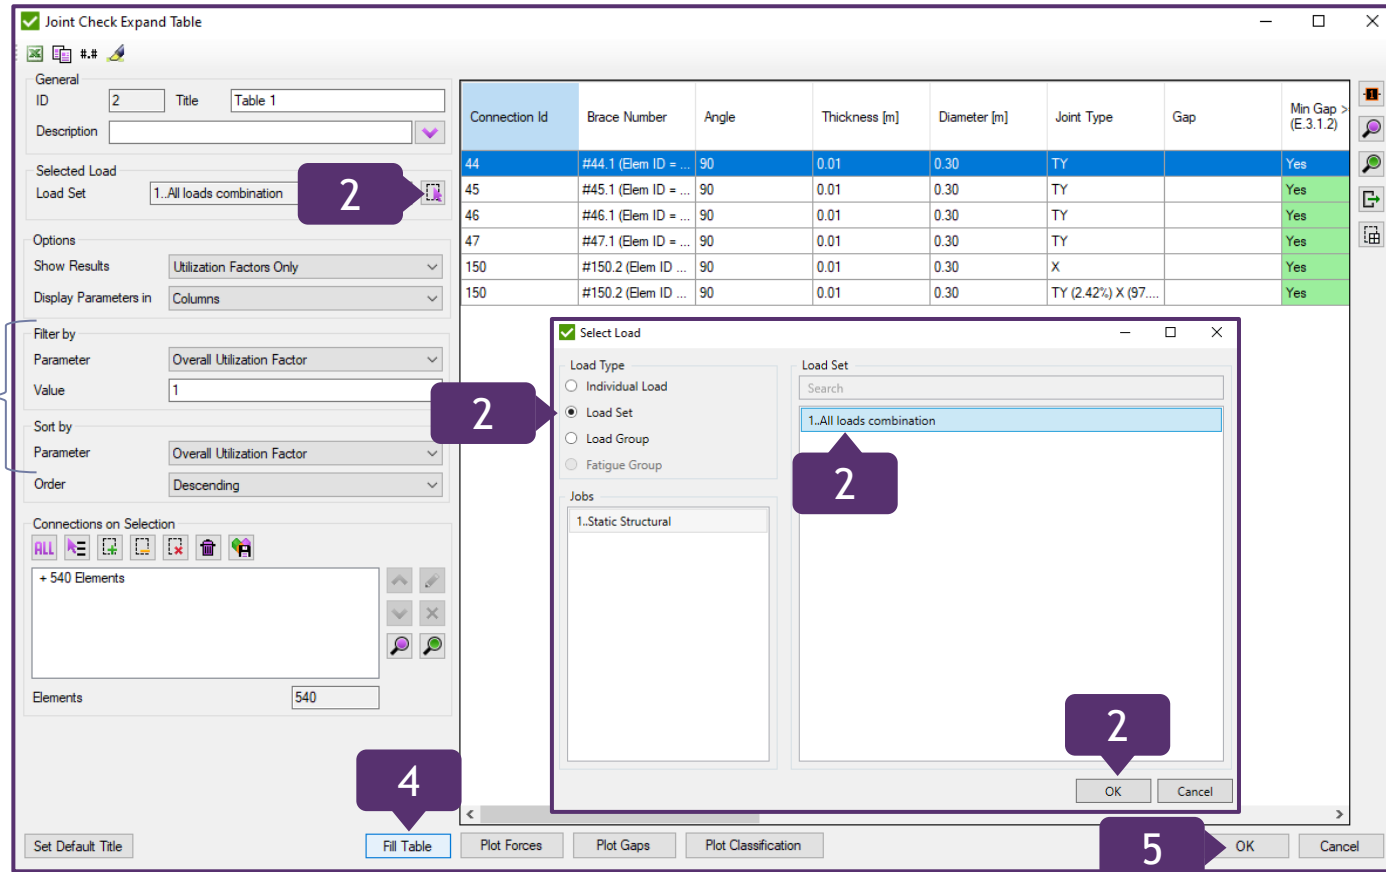 Joint Check Expand Table
#.#
General
ID 2 Title Table 1
Description
Selected Load
Load Set 1..All loads combination 2
Options
Show Results Utilization Factors Only
Display Parameters in Columns
Filter by
Parameter Overall Utilization Factor
Value 1
Sort by
Parameter Overall Utilization Factor
Order Descending
Connections on Selection
ALL
+ 540 Elements
Elements 540
4
Set Default Title Fill Table
Connection Id Brace Number Angle Thickness [m] Diameter [m] Joint Type Gap Min Gap >
(E.3.1.2)
44 #44.1 (Elem ID = ... 90 0.01 0.30 TY Yes
45 #45.1 (Elem ID = ... 90 0.01 0.30 TY Yes
46 #46.1 (Elem ID = ... 90 0.01 0.30 TY Yes
47 #47.1 (Elem ID = ... 90 0.01 0.30 TY Yes
150 #150.2 (Elem ID ... 90 0.01 0.30 X Yes
150 #150.2 (Elem ID ... 90 0.01 0.30 TY (2.42%) X (97.... Yes
Select Load
Load Type
Individual Load
2 Load Set
Load Group
Fatigue Group
Jobs
1..Static Structural
Load Set
Search
1..All loads combination
2
2
OK Cancel
Plot Forces Plot Gaps Plot Classification 5 OK Cancel